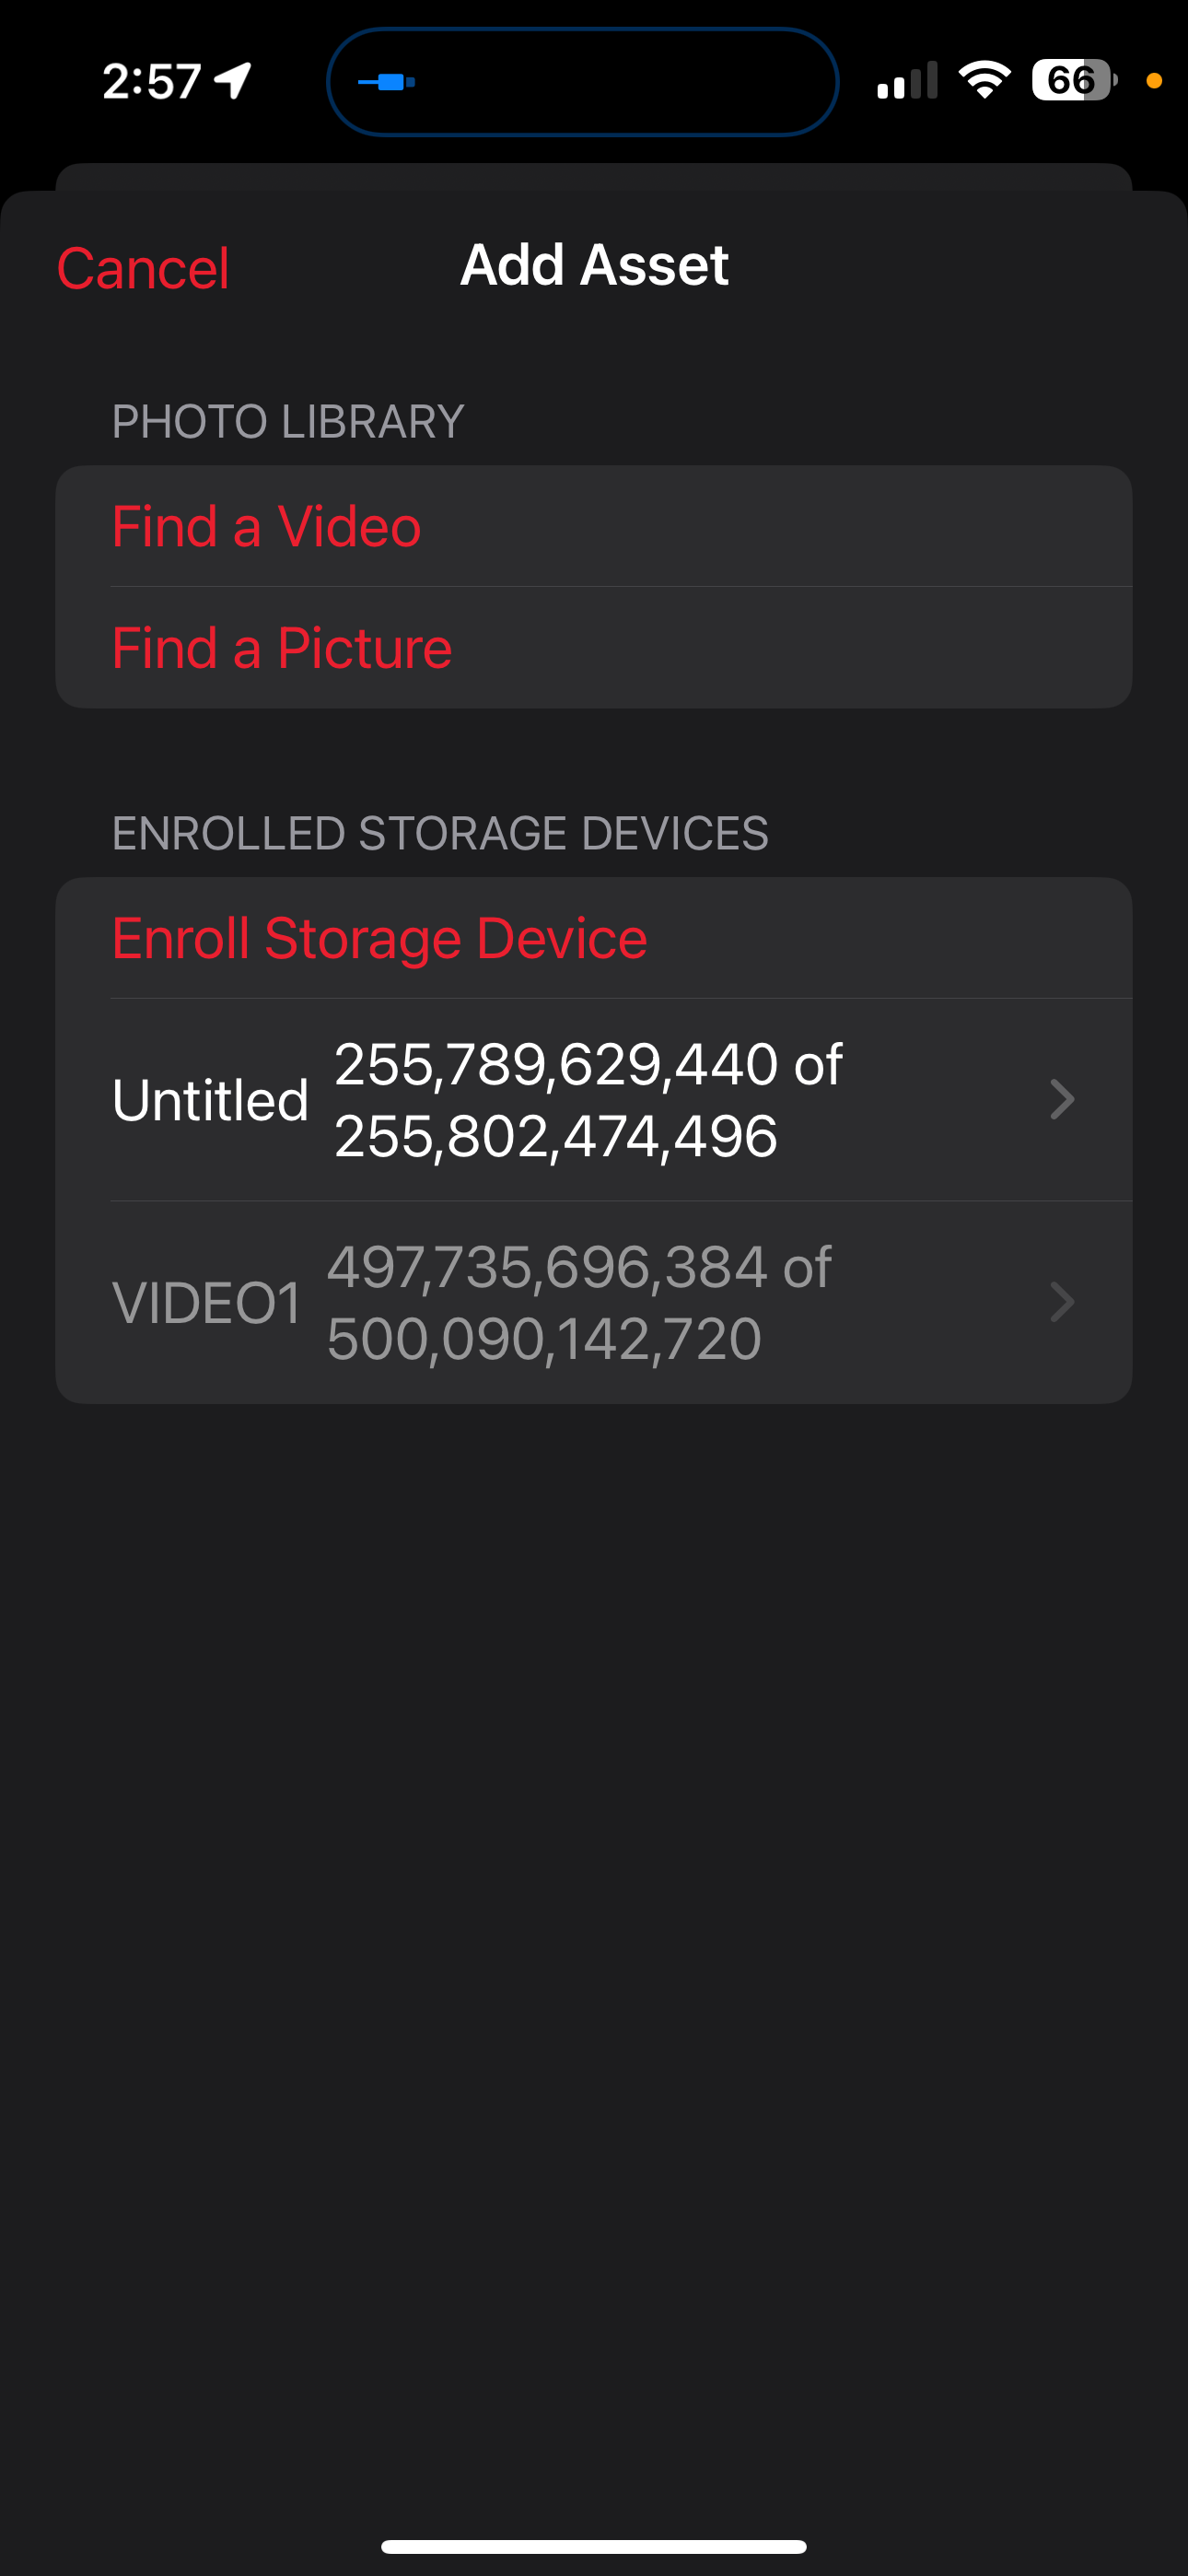 2:57
66
Cancel
Add Asset
PHOTO LIBRARY
Find a Video
Find a Picture
ENROLLED STORAGE DEVICES
Enroll Storage Device
Untitled
255,789,629,440 of
255,802,474,496
VIDEO1
497,735,696,384 of
500,090,142,720